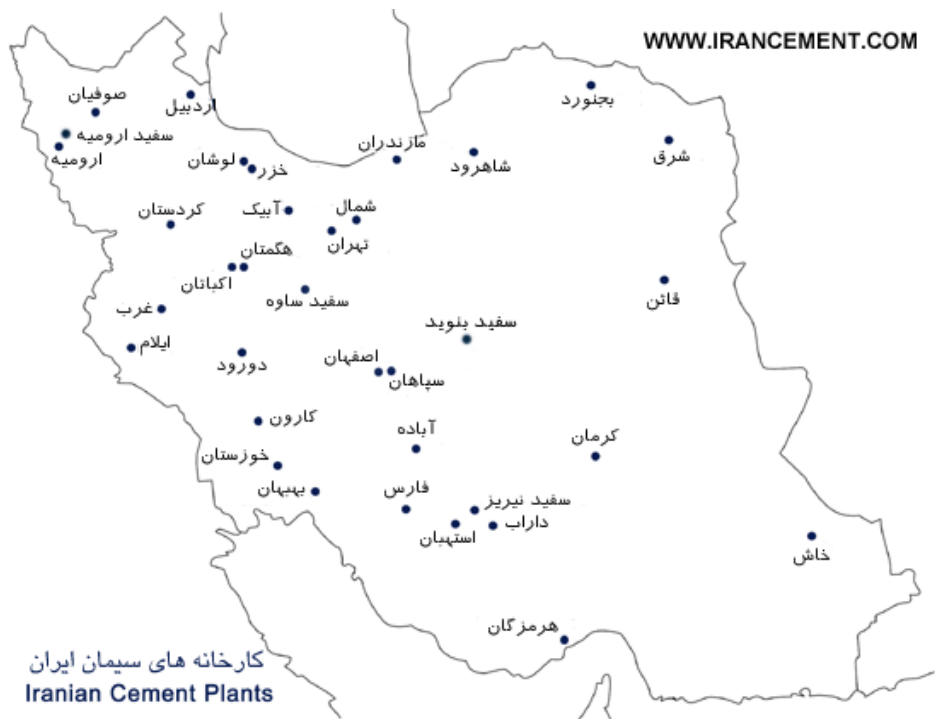 WWW.IRANCEMENT.COM
بجنورد
اردبیل
صوفیان
سفید ارومیه
ارومیه
شرق
مازندران
شاهرود
لوشان
خزر
کردستان
آبیک
شمال
تهران
هگمتان
اکباتان
سفید ساوه
قائن
غرب
سفید بنوید
ایلام
دورود
اصفهان
سپاهان
کارون
آباده
کرمان
خوزستان
بهبهان
فارس
سفید نیریز
داراب
استهبان
خاش
هرمزگان
کارخانه های سیمان ایران
Iranian Cement Plants